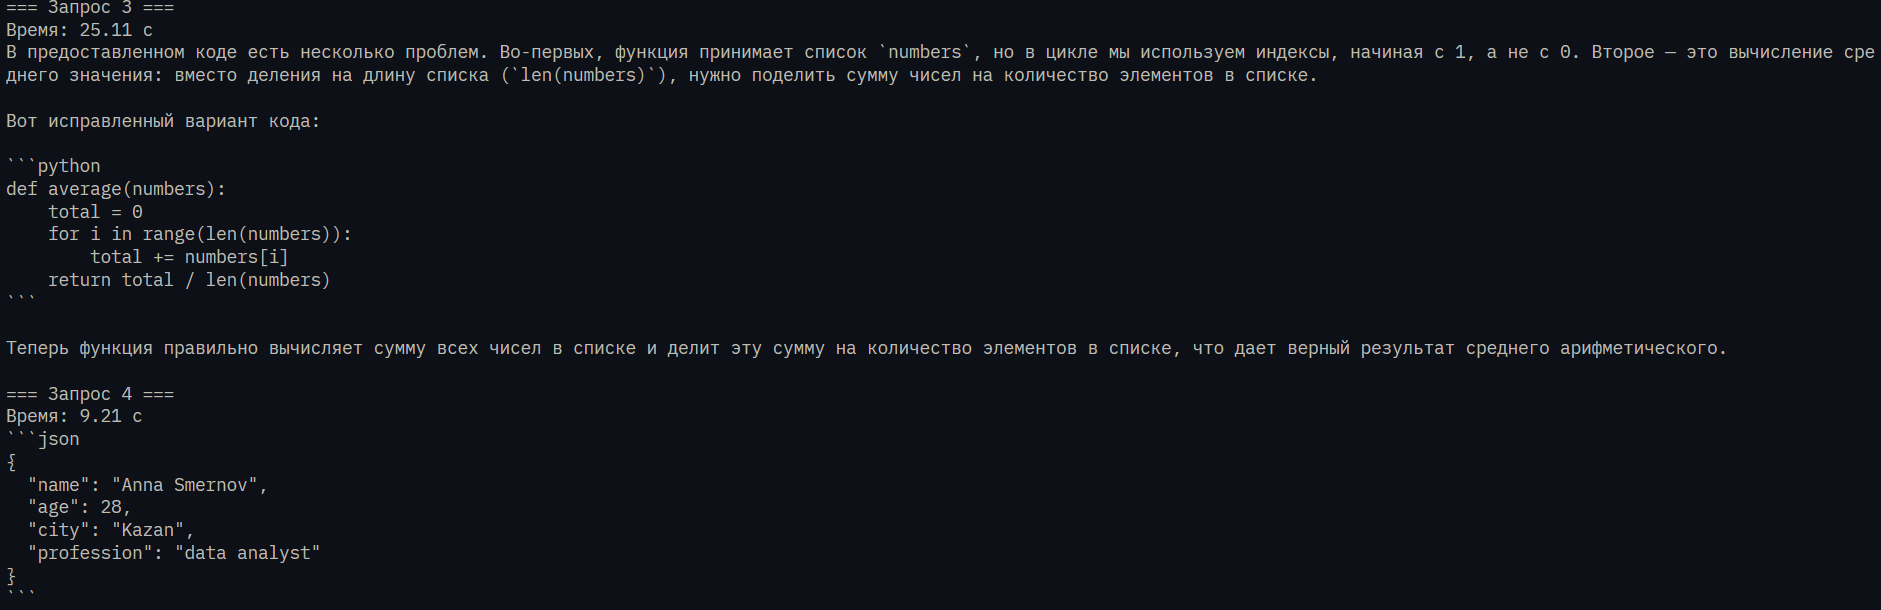 === Запрос 3 ===
Время: 25.11 с
В предоставленном коде есть несколько проблем. Во-первых, функция принимает список `numbers`, но в цикле мы используем индексы, начиная с 1, а не с 0. Второе — это вычисление сре
днего значения: вместо деления на длину списка (`len(numbers)`), нужно поделить сумму чисел на количество элементов в списке.

Вот исправленный вариант кода:

```python
def average(numbers):
    total = 0
    for i in range(len(numbers)):
        total += numbers[i]
    return total / len(numbers)
```

Теперь функция правильно вычисляет сумму всех чисел в списке и делит эту сумму на количество элементов в списке, что дает верный результат среднего арифметического.

=== Запрос 4 ===
Время: 9.21 с
```json
{
  "name": "Anna Smernov",
  "age": 28,
  "city": "Kazan",
  "profession": "data analyst"
}
```